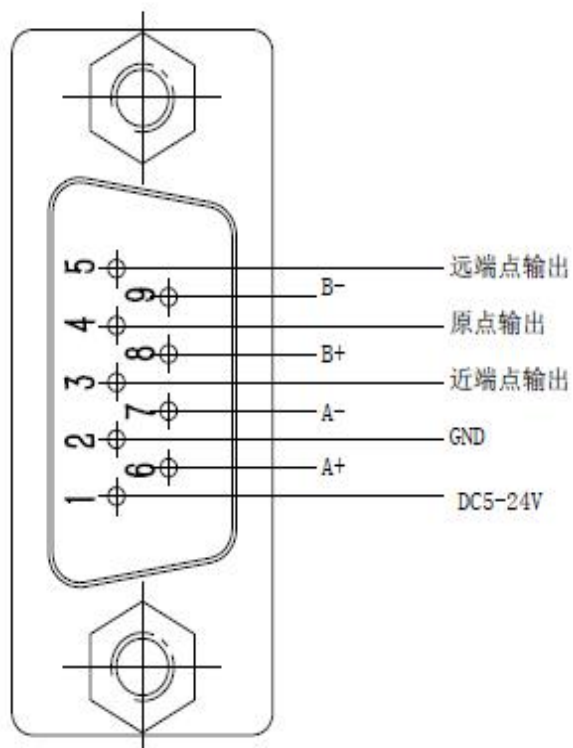 5 远端点输出
9 B-
4 原点输出
8 B+
3 近端点输出
7 A-
2 GND
6 A+
1 DC5-24V